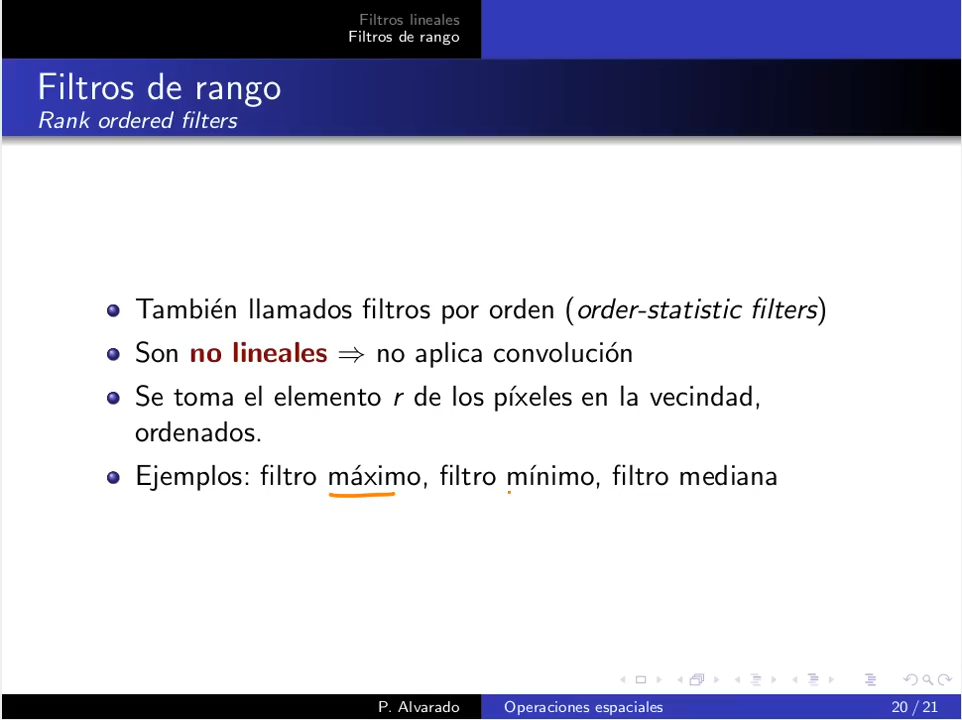 Filtros lineales
Filtros de rango
Filtros de rango
Rank ordered filters
También llamados filtros por orden (order-statistic filters)
Son no lineales ⇒ no aplica convolución
Se toma el elemento r de los píxeles en la vecindad,
ordenados.
Ejemplos: filtro máximo, filtro mínimo, filtro mediana
P. Alvarado
Operaciones espaciales
20 / 21